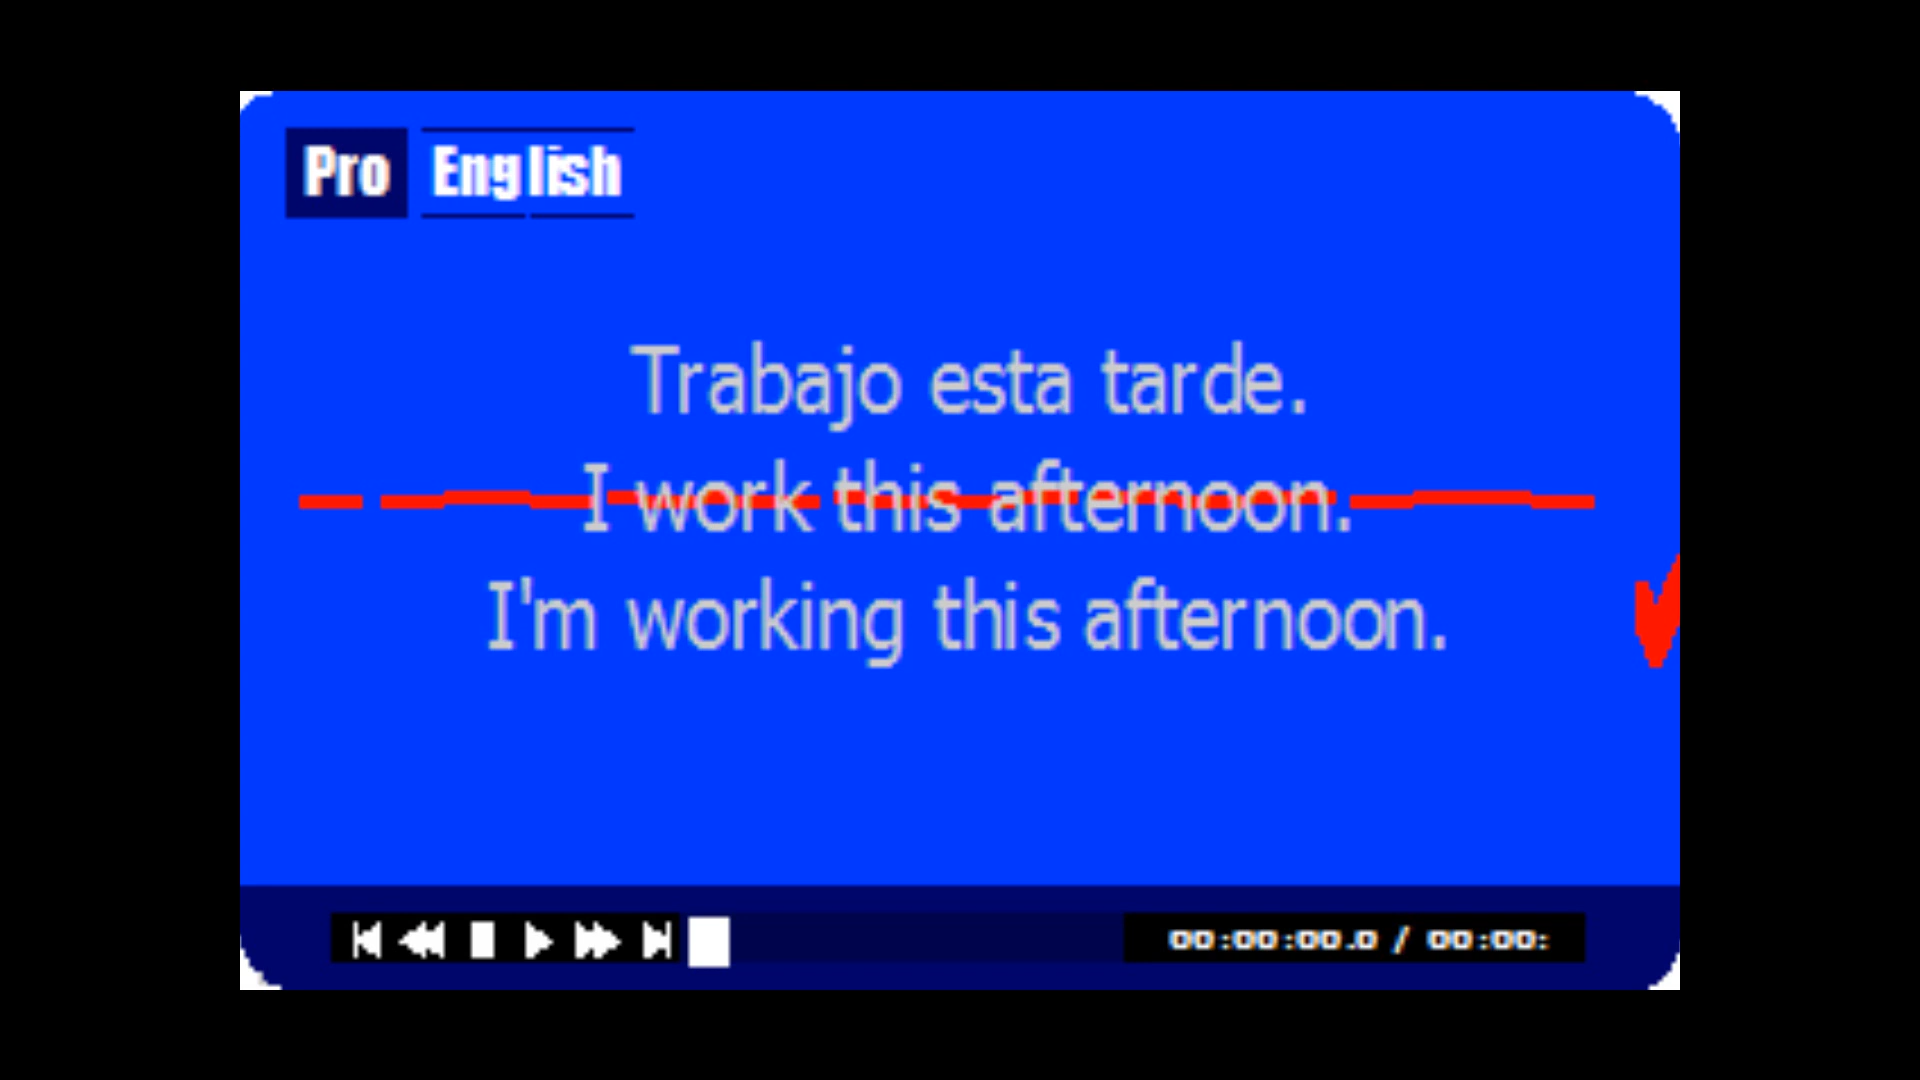 Pro English
Trabajo esta tarde.
I work this afternoon.
I'm working this afternoon.
00:00:00.0 / 00:00: